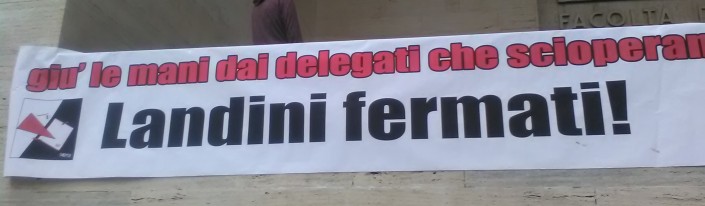 FACOLTA
giu' le mani dai delegati che scioperan
Landini fermati!